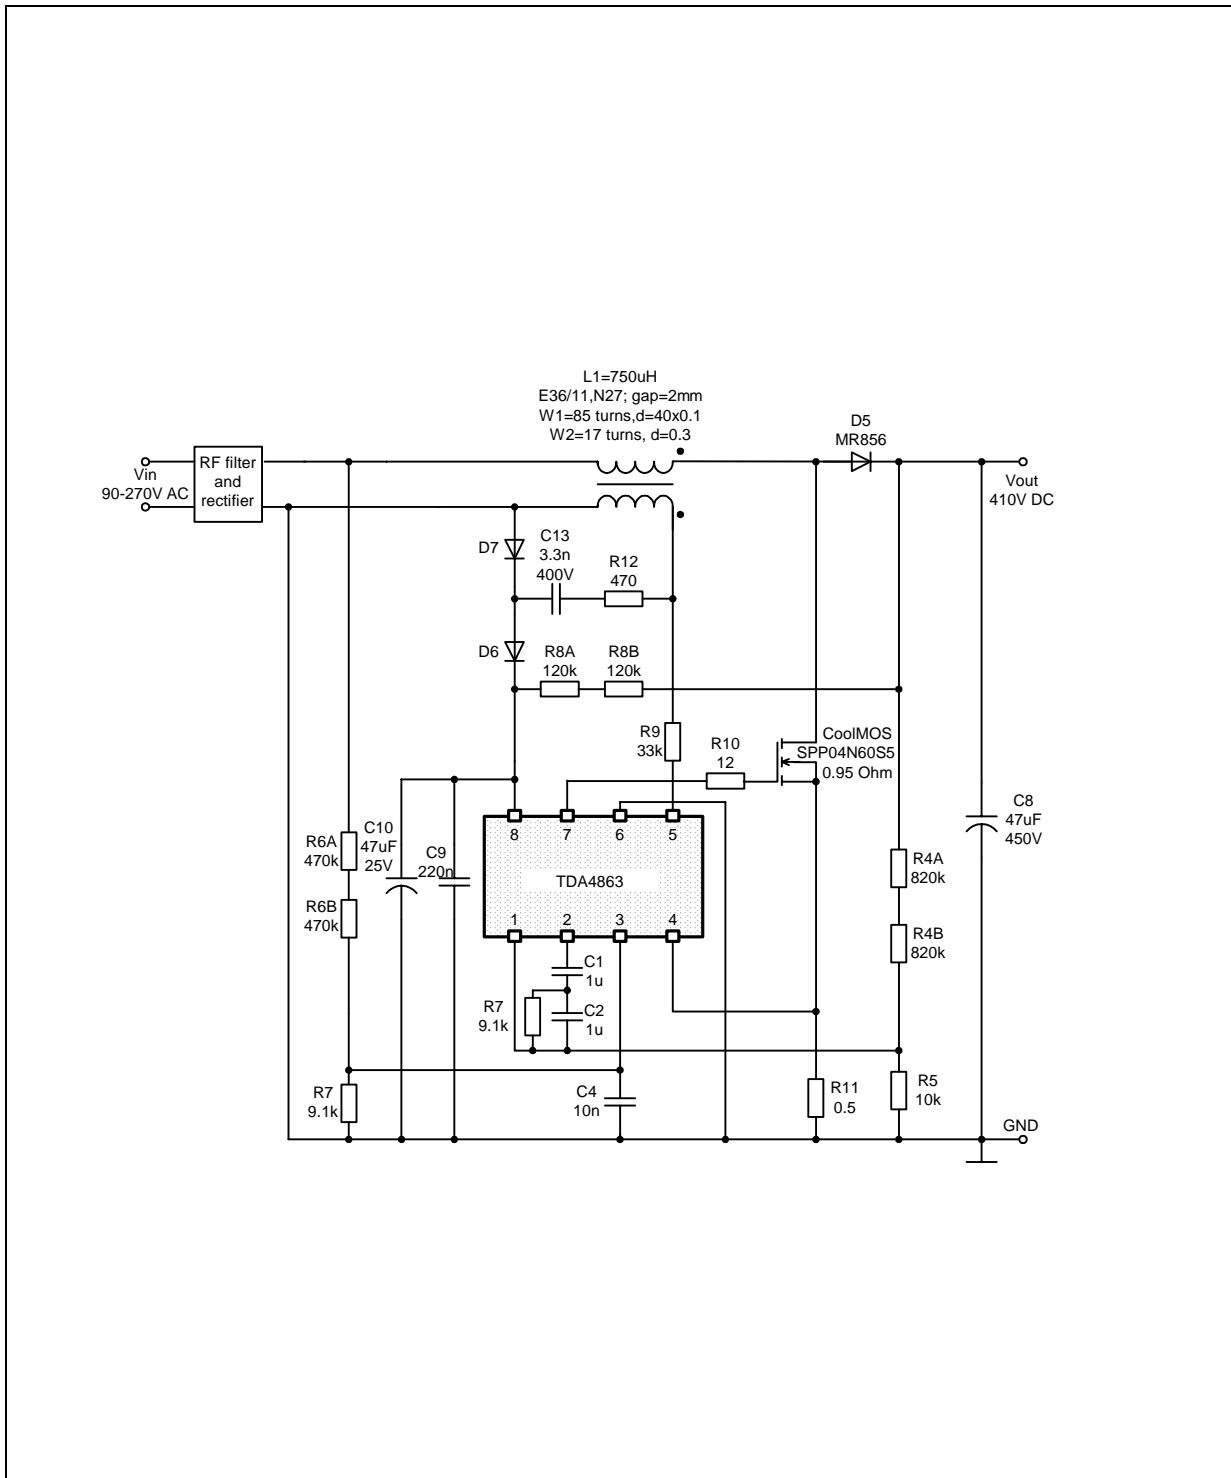 L1=750uH
E36/11,N27; gap=2mm
W1=85 turns,d=40x0.1
W2=17 turns, d=0.3
D5
MR856
RF filter
and
rectifier
Vin
90-270V AC
Vout
410V DC
D7
C13
3.3n
400V
R12
470
D6
R8A
120k
R8B
120k
R9
33k
R10
12
CoolMOS
SPP04N60S5
0.95 Ohm
C8
47uF
450V
R6A
470k
C10
47uF
25V
C9
220n
8
7
6
5
TDA4863
R4A
820k
R6B
470k
1
2
3
4
R4B
820k
C1
1u
R7
9.1k
C2
1u
R7
9.1k
C4
10n
R11
0.5
R5
10k
GND